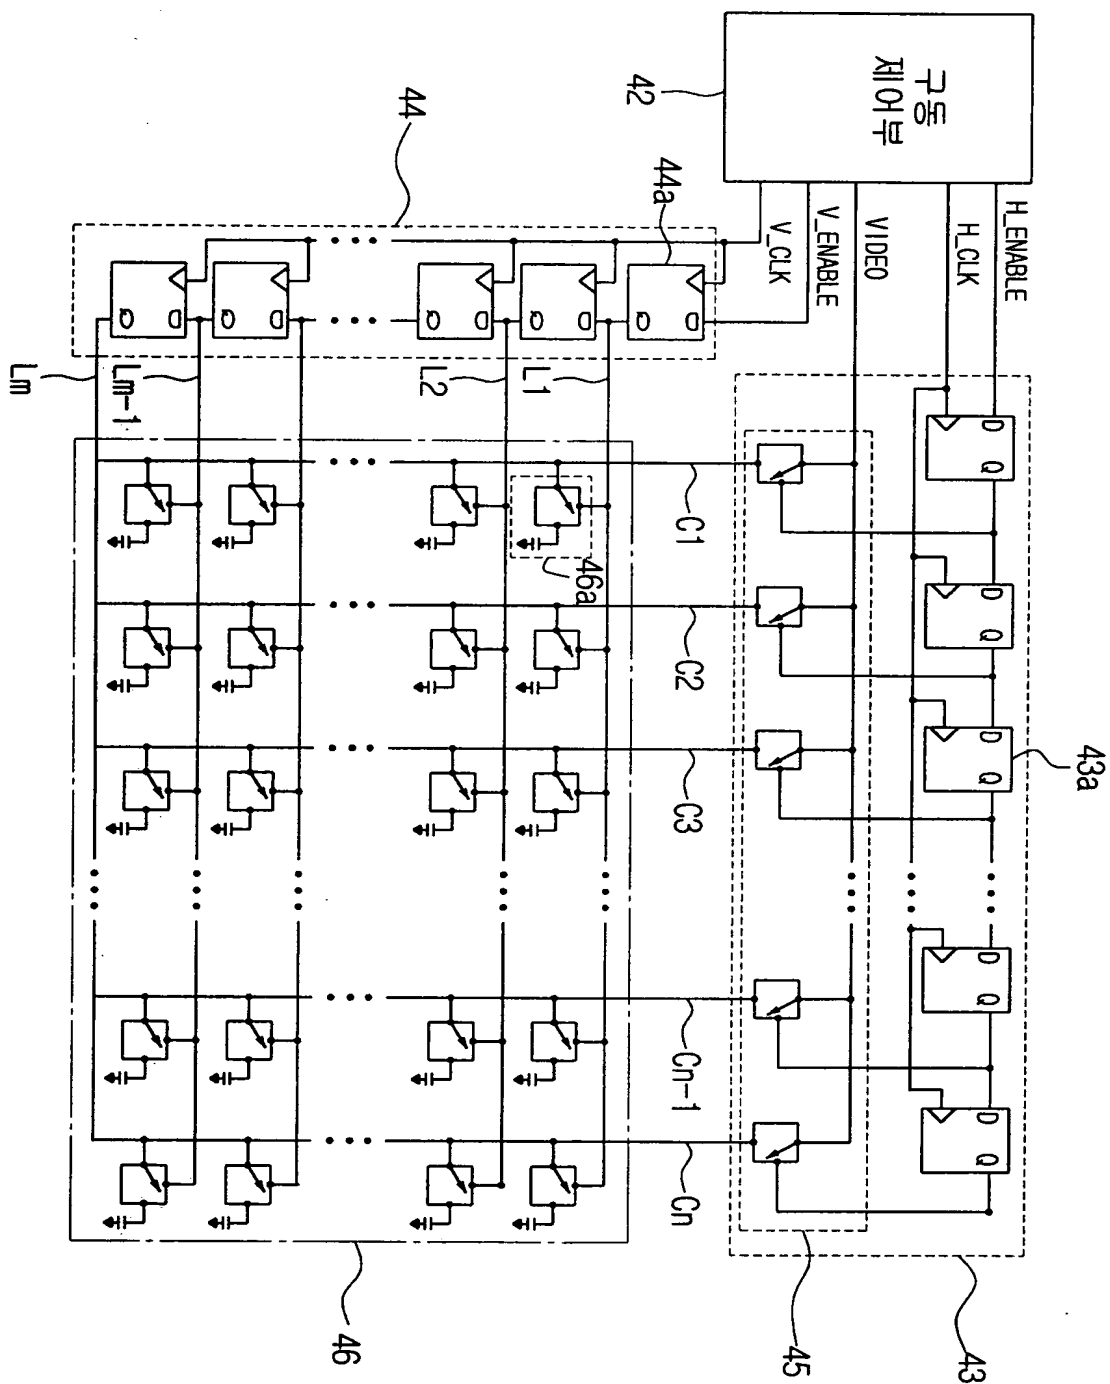 구동
제어부
42
H_ENABLE
H_CLK
VIDEO
V_ENABLE
V_CLK
44
44a
D
Q
D
Q
D
Q
D
Q
D
Q
43a
D
Q
D
Q
D
Q
D
Q
D
Q
L1
L2
Lm-1
Lm
C1
C2
C3
Cn-1
Cn
46a
46
45
43